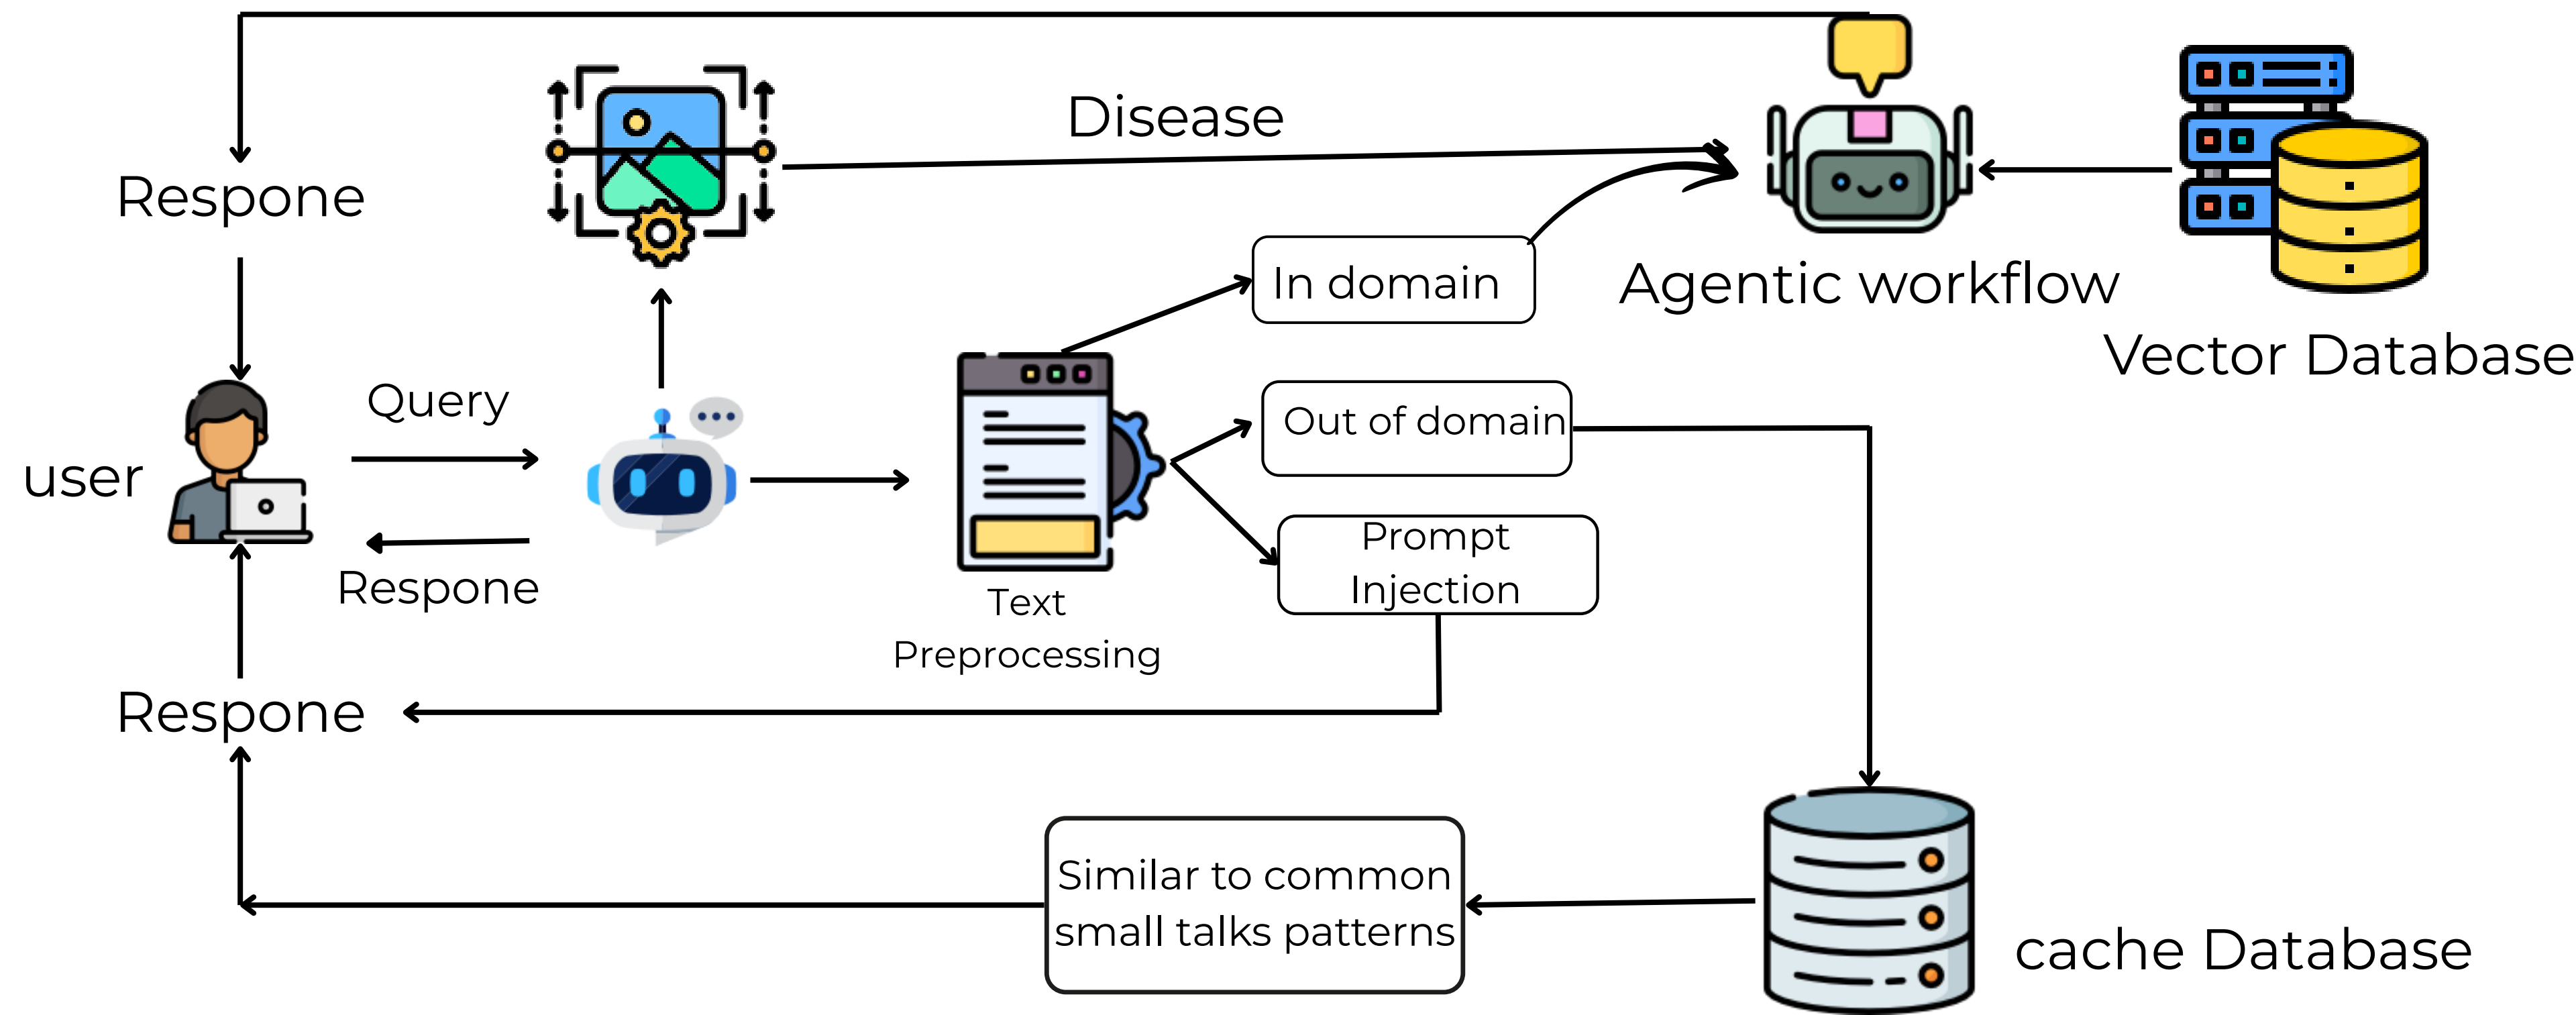 Disease
Respone
In domain
Agentic workflow
Vector Database
Query
Out of domain
user
Prompt
Injection
Respone
Text
Preprocessing
Respone
Similar to common
small talks patterns
cache Database